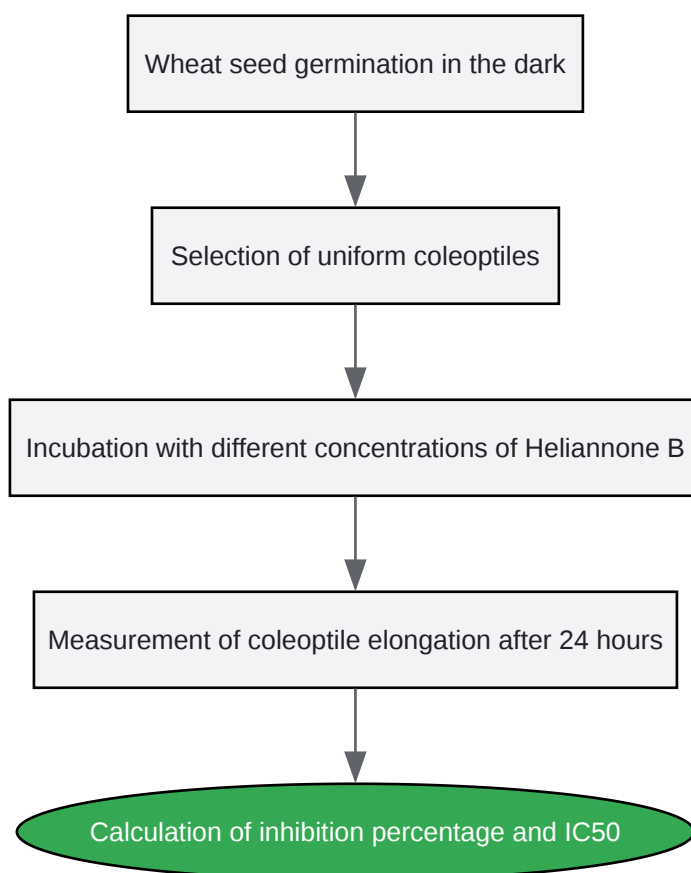 Wheat seed germination in the dark
Selection of uniform coleoptiles
Incubation with different concentrations of Heliannone B
Measurement of coleoptile elongation after 24 hours
Calculation of inhibition percentage and IC50